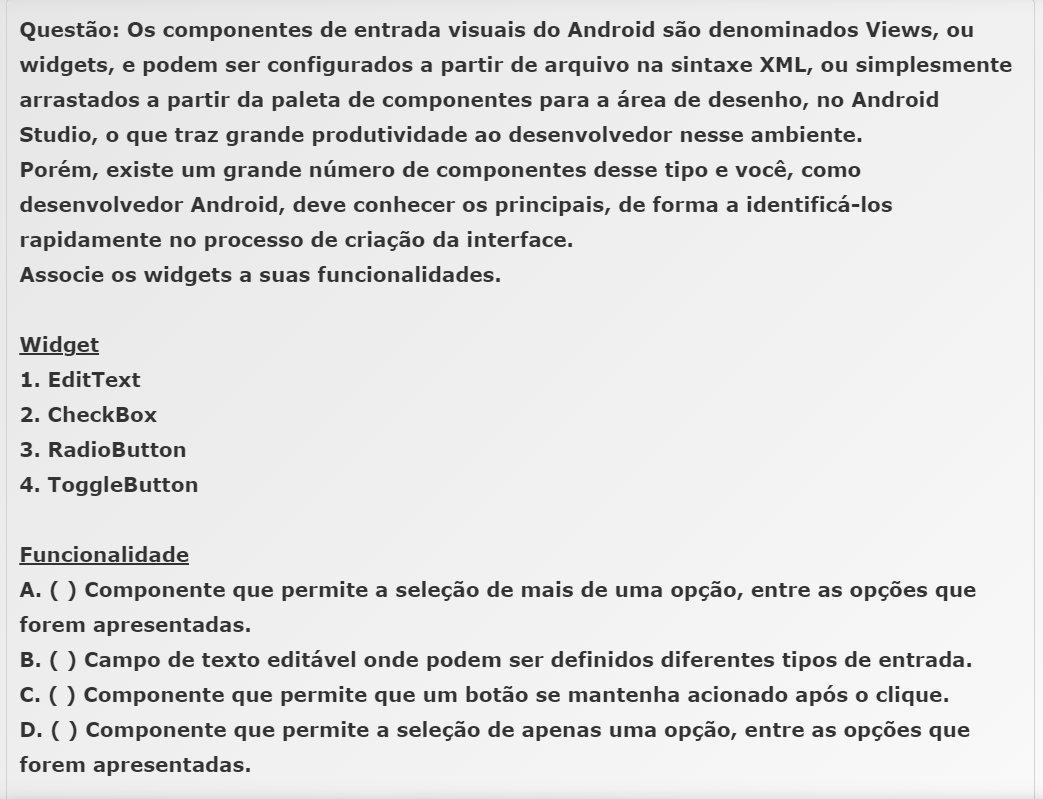 Questão: Os componentes de entrada visuais do Android são denominados Views, ou
widgets, e podem ser configurados a partir de arquivo na sintaxe XML, ou simplesmente
arrastados a partir da paleta de componentes para a área de desenho, no Android
Studio, o que traz grande produtividade ao desenvolvedor nesse ambiente.
Porém, existe um grande número de componentes desse tipo e você, como
desenvolvedor Android, deve conhecer os principais, de forma a identificá-los
rapidamente no processo de criação da interface.
Associe os widgets a suas funcionalidades.
Widget
1. EditText
2. CheckBox
3. RadioButton
4. ToggleButton
Funcionalidade
A. ( ) Componente que permite a seleção de mais de uma opção, entre as opções que
forem apresentadas.
B. ( ) Campo de texto editável onde podem ser definidos diferentes tipos de entrada.
C. ( ) Componente que permite que um botão se mantenha acionado após o clique.
D. ( ) Componente que permite a seleção de apenas uma opção, entre as opções que
forem apresentadas.